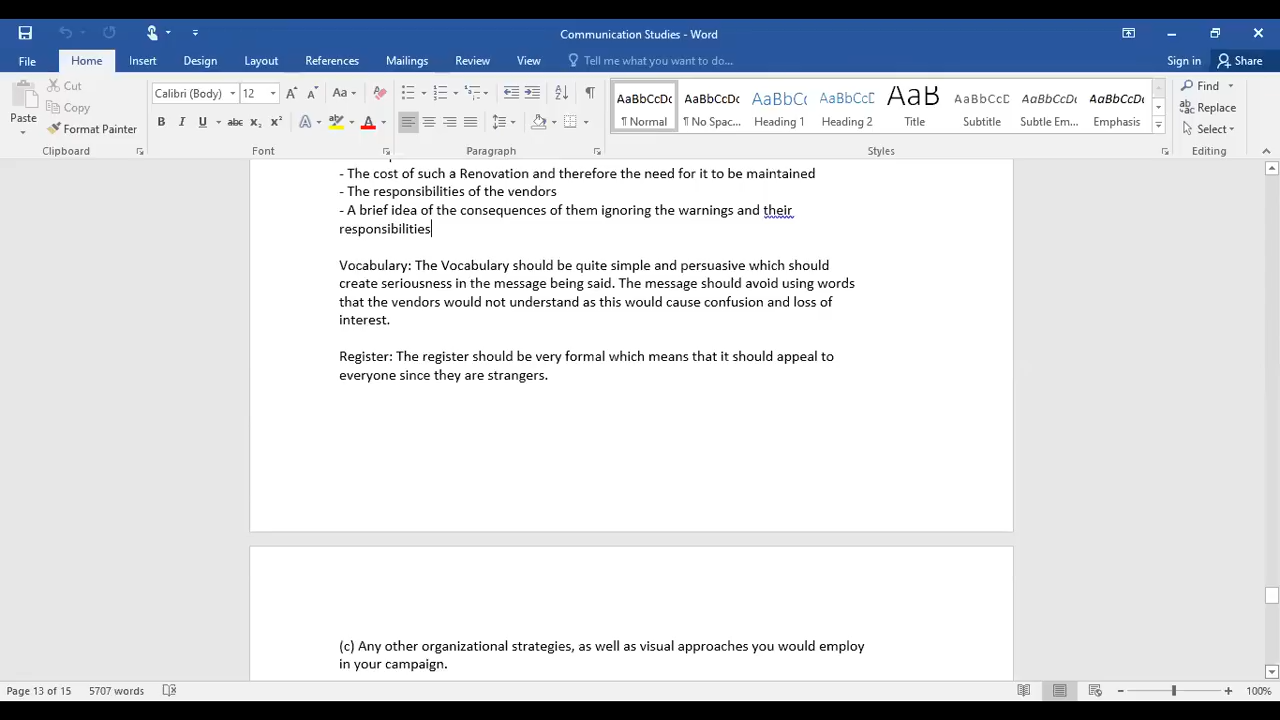 Communication Studies - Word
File Home Insert Design Layout References Mailings Review View Tell me what you want to do... Sign in Share
Cut
Copy
Format Painter
Paste
Calibri (Body) 12
Find
Replace
Select
AaBbCcDc AaBbCcDc AaBbCc AaBbCcC AaB AaBbCcD AaBbCcDc AaBbCcDc
¶ Normal ¶ No Spac... Heading 1 Heading 2 Title Subtitle Subtle Em... Emphasis
Clipboard Font Paragraph Styles Editing
- The cost of such a Renovation and therefore the need for it to be maintained
- The responsibilities of the vendors
- A brief idea of the consequences of them ignoring the warnings and their
responsibilities
Vocabulary: The Vocabulary should be quite simple and persuasive which should
create seriousness in the message being said. The message should avoid using words
that the vendors would not understand as this would cause confusion and loss of
interest.
Register: The register should be very formal which means that it should appeal to
everyone since they are strangers.
(c) Any other organizational strategies, as well as visual approaches you would employ
in your campaign.
Page 13 of 15 5707 words 100%